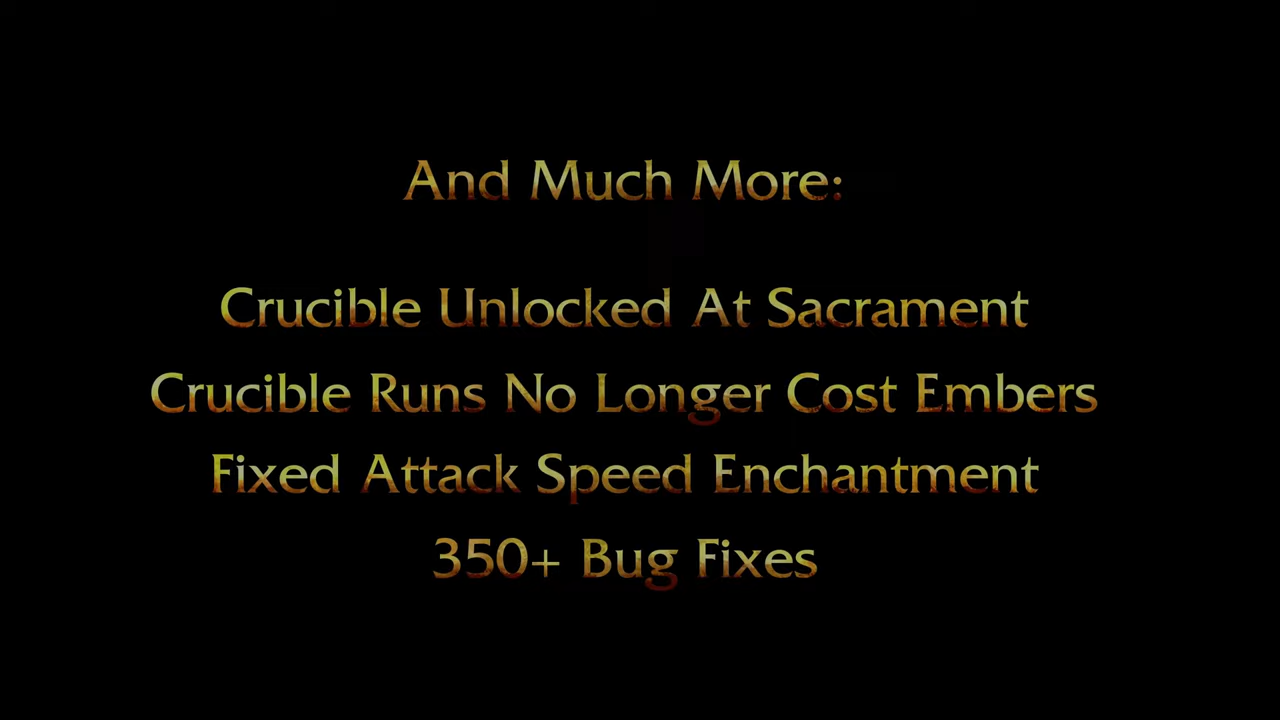 And Much More:
Crucible Unlocked At Sacrament
Crucible Runs No Longer Cost Embers
Fixed Attack Speed Enchantment
350+ Bug Fixes